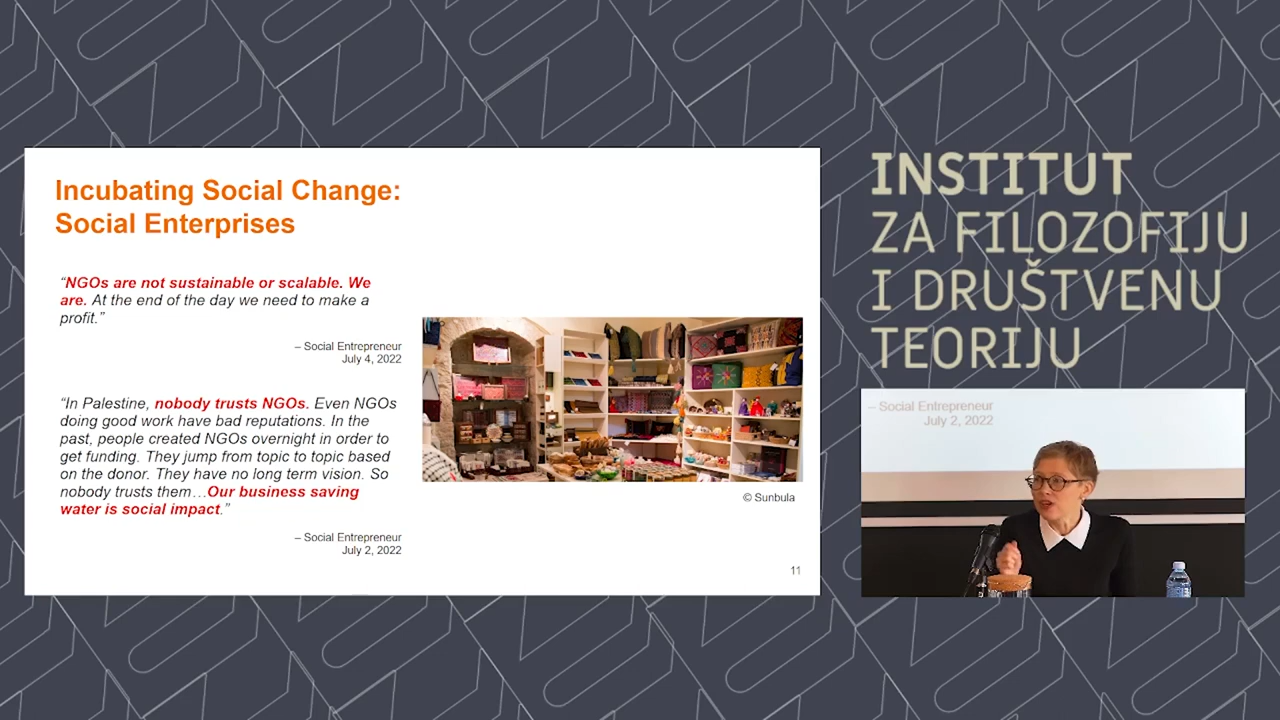 Incubating Social Change:
Social Enterprises
“NGOs are not sustainable or scalable. We
are. At the end of the day we need to make a
profit.”
– Social Entrepreneur
July 4, 2022
“In Palestine, nobody trusts NGOs. Even NGOs
doing good work have bad reputations. In the
past, people created NGOs overnight in order to
get funding. They jump from topic to topic based
on the donor. They have no long term vision. So
nobody trusts them…Our business saving
water is social impact.”
– Social Entrepreneur
July 2, 2022
© Sunbula
11
INSTITUT
ZA FILOZOFIJU
I DRUŠTVENU
TEORIJU
– Social Entrepreneur
July 2, 2022